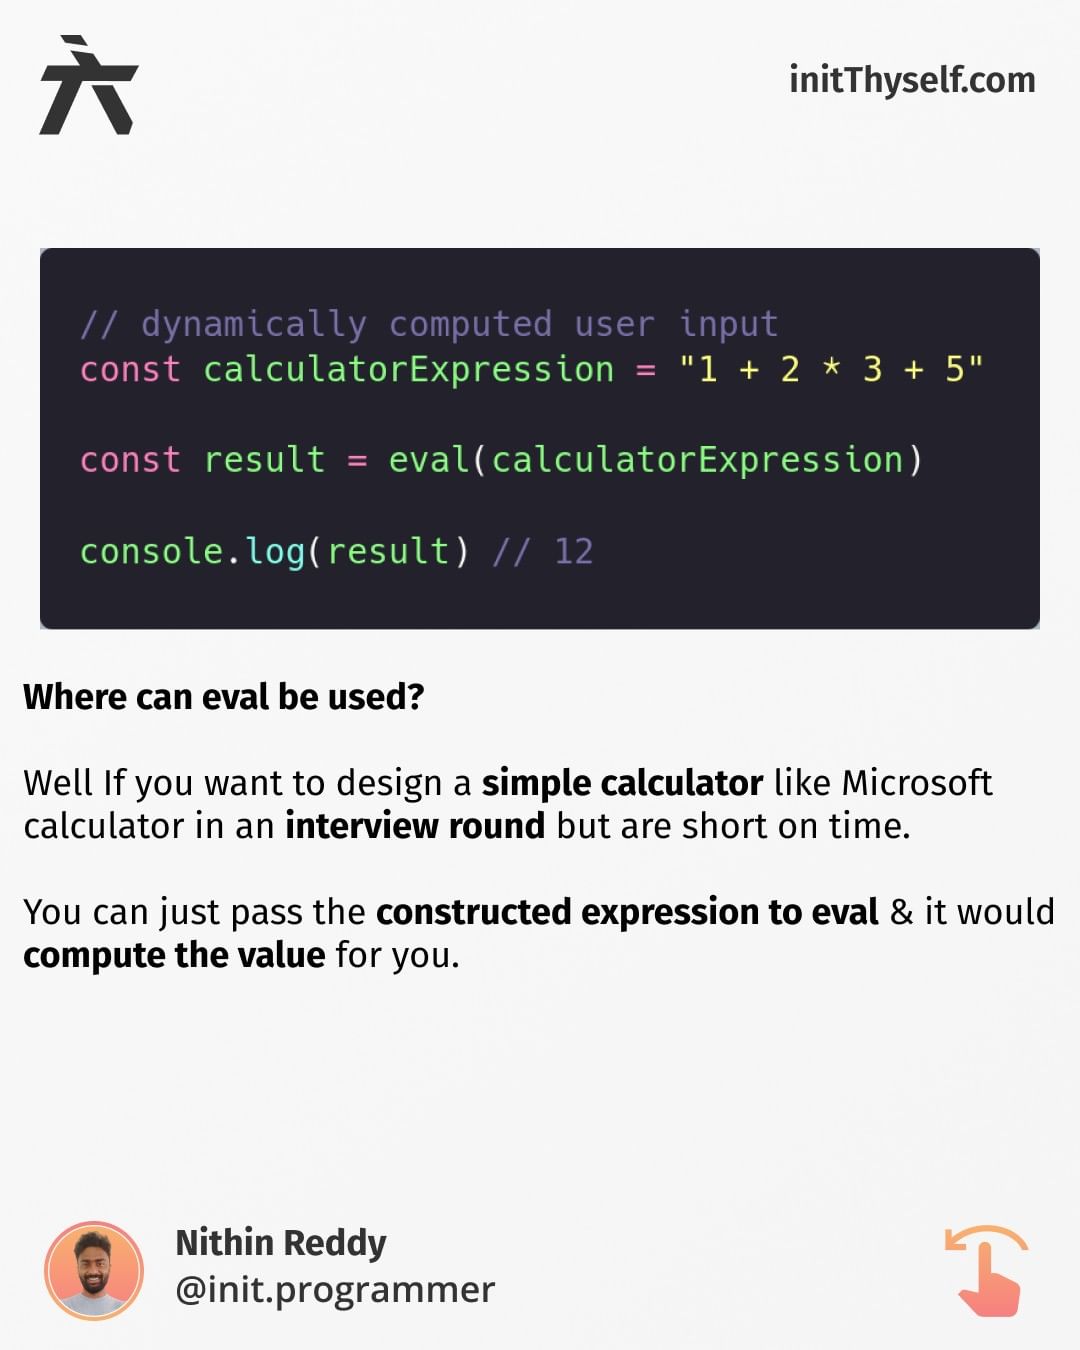 initThyself.com
// dynamically computed user input
const calculatorExpression = "1 + 2 * 3 + 5"
const result = eval(calculatorExpression)
console.log(result) // 12
Where can eval be used?
Well If you want to design a simple calculator like Microsoft
calculator in an interview round but are short on time.
You can just pass the constructed expression to eval & it would
compute the value for you.
Nithin Reddy
@init.programmer